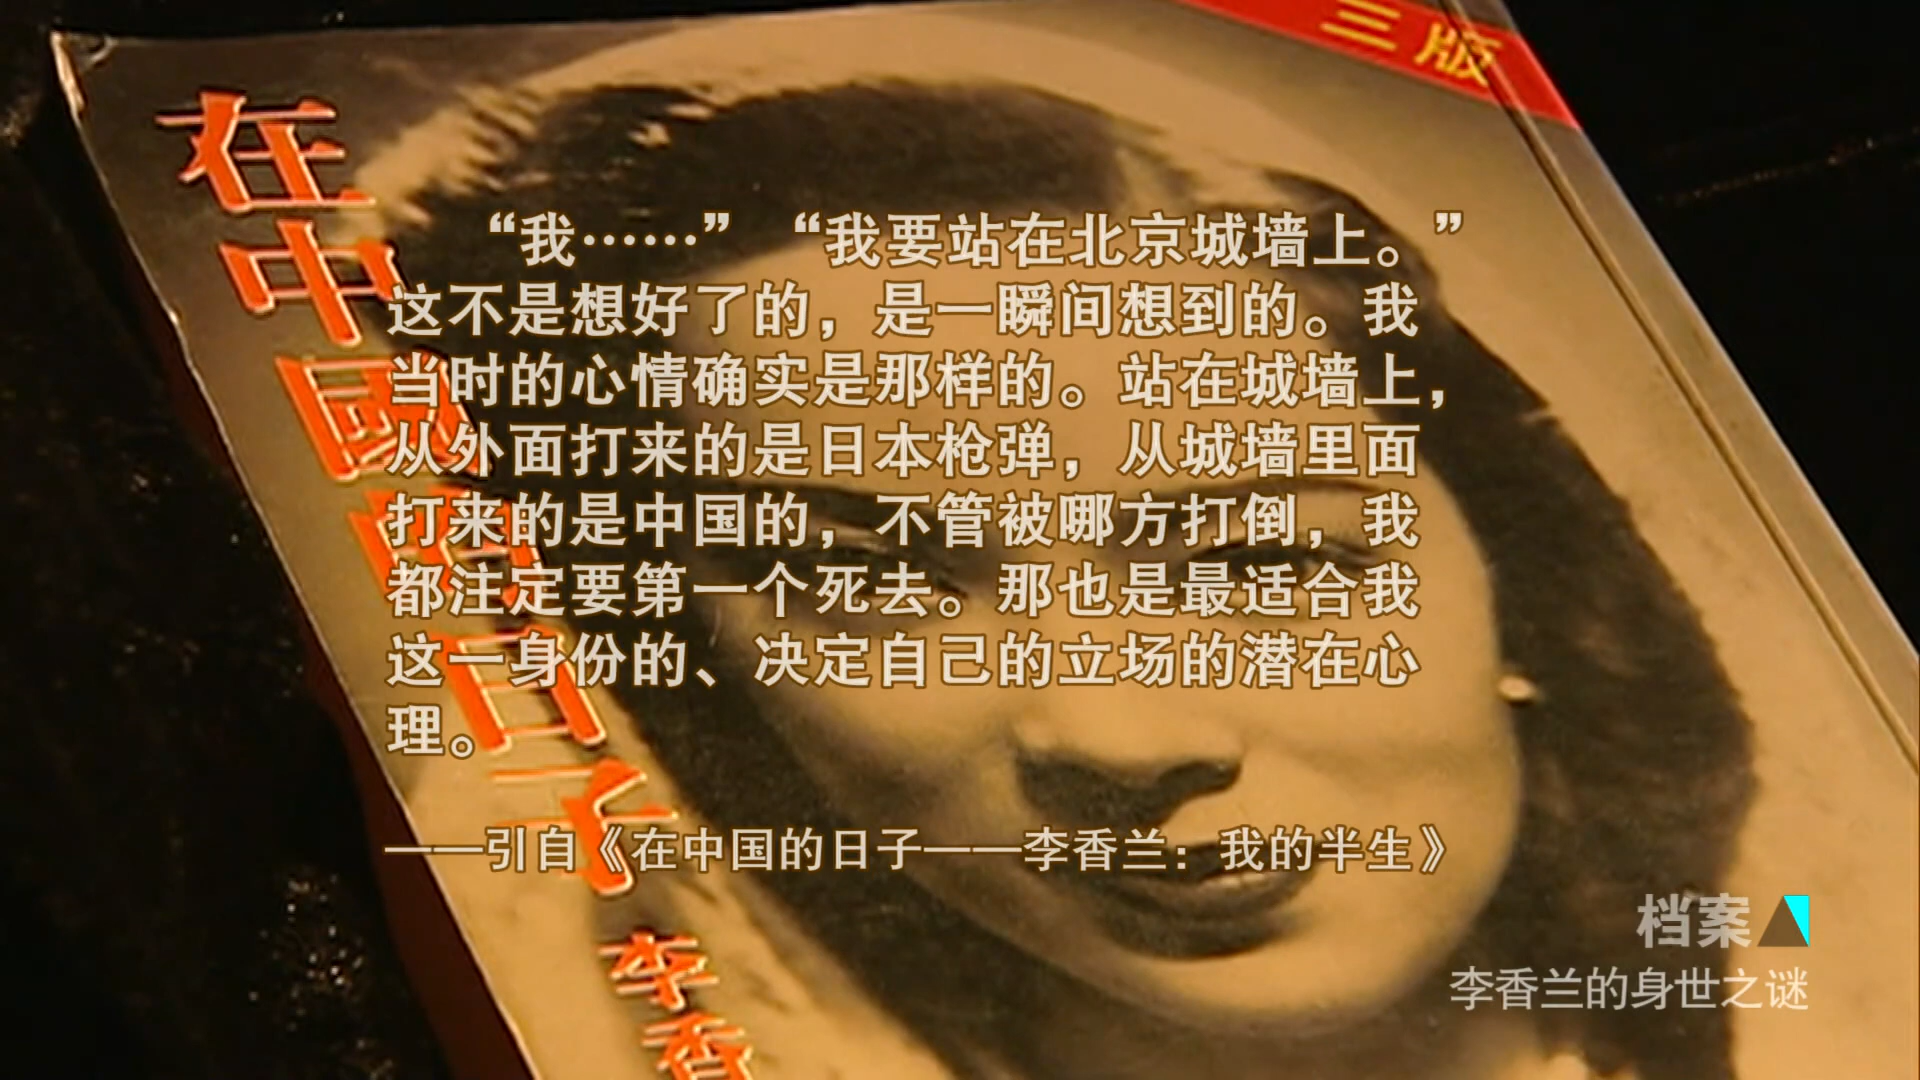 三版
在中國的日子
李香
“我……” “我要站在北京城墙上。”
这不是想好了的，是一瞬间想到的。我
当时的心情确实是那样的。站在城墙上，
从外面打来的是日本枪弹，从城墙里面
打来的是中国的，不管被哪方打倒，我
都注定要第一个死去。那也是最适合我
这一身份的、决定自己的立场的潜在心
理。
——引自《在中国的日子——李香兰：我的半生》
档案
李香兰的身世之谜